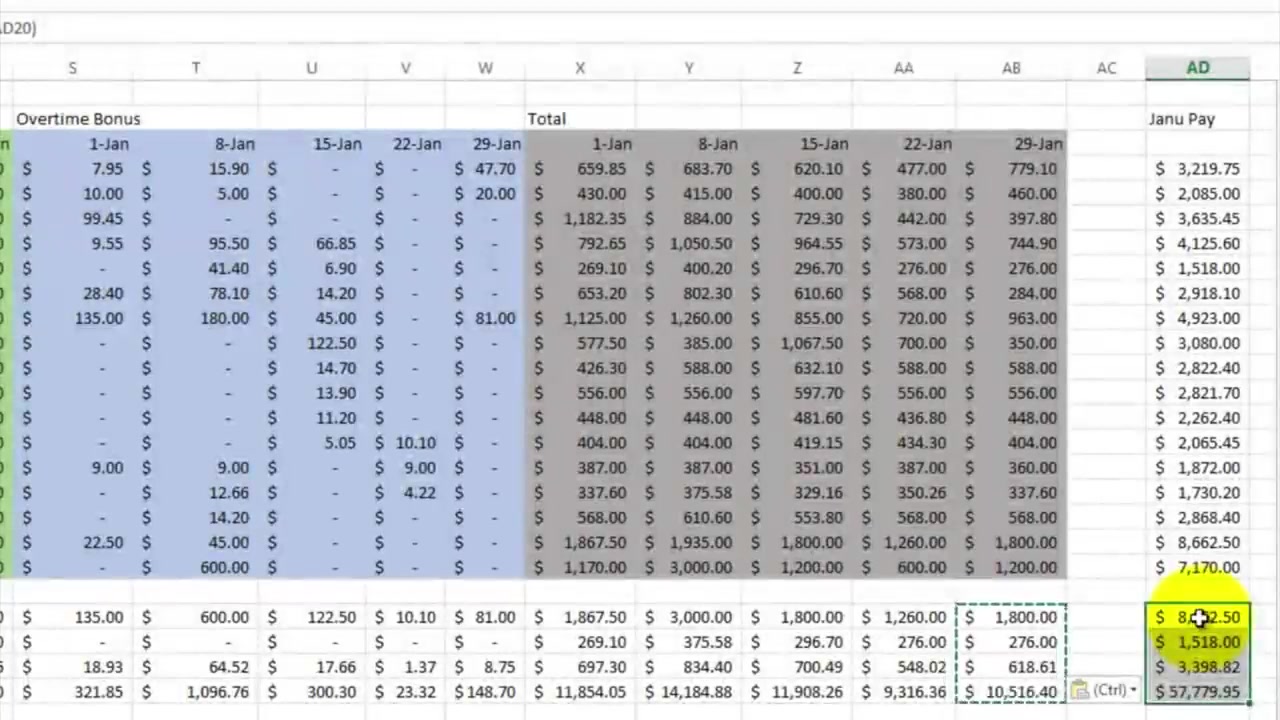 AD20)
S T U V W X Y Z AA AB AC AD
Overtime Bonus Total Janu Pay
n 1-Jan 8-Jan 15-Jan 22-Jan 29-Jan 1-Jan 8-Jan 15-Jan 22-Jan 29-Jan
0 $ 7.95 $ 15.90 $ - $ - $ 47.70 $ 659.85 $ 683.70 $ 620.10 $ 477.00 $ 779.10 $ 3,219.75
0 $ 10.00 $ 5.00 $ - $ - $ 20.00 $ 430.00 $ 415.00 $ 400.00 $ 380.00 $ 460.00 $ 2,085.00
0 $ 99.45 $ - $ - $ - $ - $ 1,182.35 $ 884.00 $ 729.30 $ 442.00 $ 397.80 $ 3,635.45
0 $ 9.55 $ 95.50 $ 66.85 $ - $ - $ 792.65 $ 1,050.50 $ 964.55 $ 573.00 $ 744.90 $ 4,125.60
0 $ - $ 41.40 $ 6.90 $ - $ - $ 269.10 $ 400.20 $ 296.70 $ 276.00 $ 276.00 $ 1,518.00
0 $ 28.40 $ 78.10 $ 14.20 $ - $ - $ 653.20 $ 802.30 $ 610.60 $ 568.00 $ 284.00 $ 2,918.10
0 $ 135.00 $ 180.00 $ 45.00 $ - $ 81.00 $ 1,125.00 $ 1,260.00 $ 855.00 $ 720.00 $ 963.00 $ 4,923.00
0 $ - $ - $ 122.50 $ - $ - $ 577.50 $ 385.00 $ 1,067.50 $ 700.00 $ 350.00 $ 3,080.00
0 $ - $ - $ 14.70 $ - $ - $ 426.30 $ 588.00 $ 632.10 $ 588.00 $ 588.00 $ 2,822.40
0 $ - $ - $ 13.90 $ - $ - $ 556.00 $ 556.00 $ 597.70 $ 556.00 $ 556.00 $ 2,821.70
0 $ - $ - $ 11.20 $ - $ - $ 448.00 $ 448.00 $ 481.60 $ 436.80 $ 448.00 $ 2,262.40
0 $ - $ - $ 5.05 $ 10.10 $ - $ 404.00 $ 404.00 $ 419.15 $ 434.30 $ 404.00 $ 2,065.45
0 $ 9.00 $ 9.00 $ - $ 9.00 $ - $ 387.00 $ 387.00 $ 351.00 $ 387.00 $ 360.00 $ 1,872.00
0 $ - $ 12.66 $ - $ 4.22 $ - $ 337.60 $ 375.58 $ 329.16 $ 350.26 $ 337.60 $ 1,730.20
0 $ - $ 14.20 $ - $ - $ - $ 568.00 $ 610.60 $ 553.80 $ 568.00 $ 568.00 $ 2,868.40
0 $ 22.50 $ 45.00 $ - $ - $ - $ 1,867.50 $ 1,935.00 $ 1,800.00 $ 1,260.00 $ 1,800.00 $ 8,662.50
0 $ - $ 600.00 $ - $ - $ - $ 1,170.00 $ 3,000.00 $ 1,200.00 $ 600.00 $ 1,200.00 $ 7,170.00
0 $ 135.00 $ 600.00 $ 122.50 $ 10.10 $ 81.00 $ 1,867.50 $ 3,000.00 $ 1,800.00 $ 1,260.00 $ 1,800.00 $
0 $ - $ - $ - $ - $ - $ 269.10 $ 375.58 $ 296.70 $ 276.00 $ 276.00 $ 1,518.00
$ 18.93 $ 64.52 $ 17.66 $ 1.37 $ 8.75 $ 697.30 $ 834.40 $ 700.49 $ 548.02 $ 618.61 $ 3,398.82
$ 321.85 $ 1,096.76 $ 300.30 $ 23.32 $ 148.70 $ 11,854.05 $ 14,184.88 $ 11,908.26 $ 9,316.36 $ 10,516.40 (Ctrl) $ 57,779.95